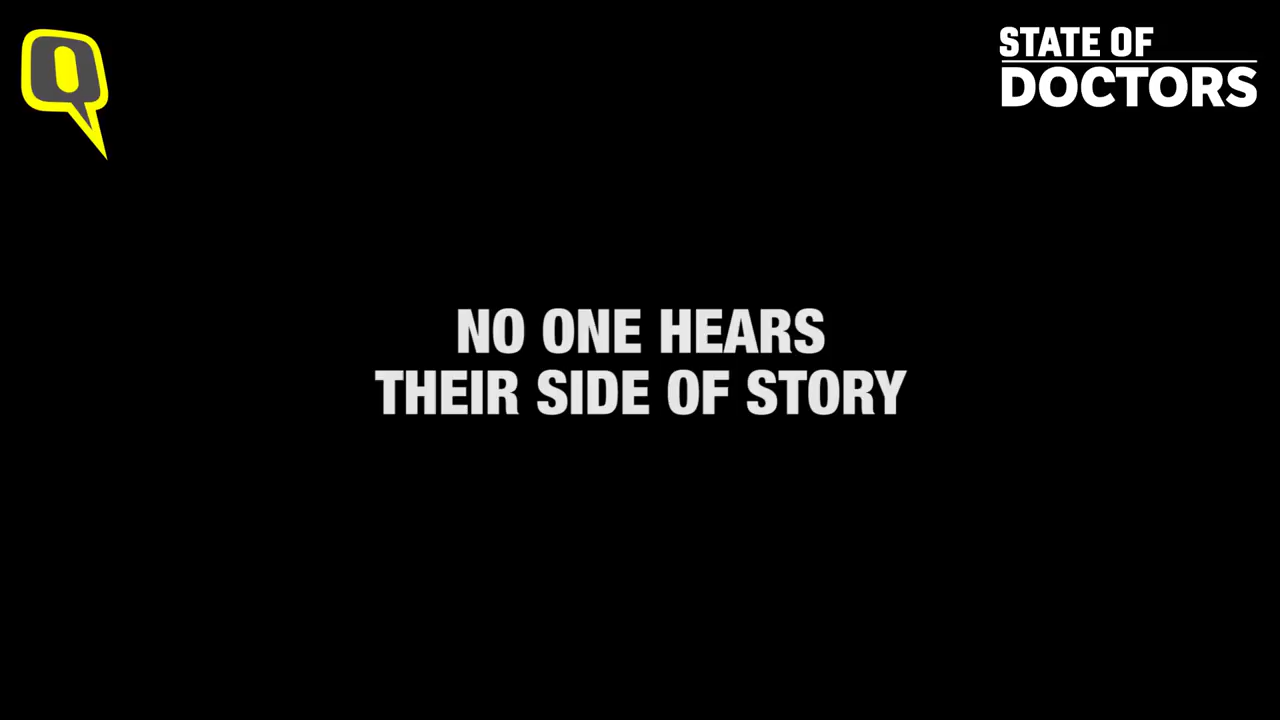 STATE OF
DOCTORS
NO ONE HEARS
THEIR SIDE OF STORY